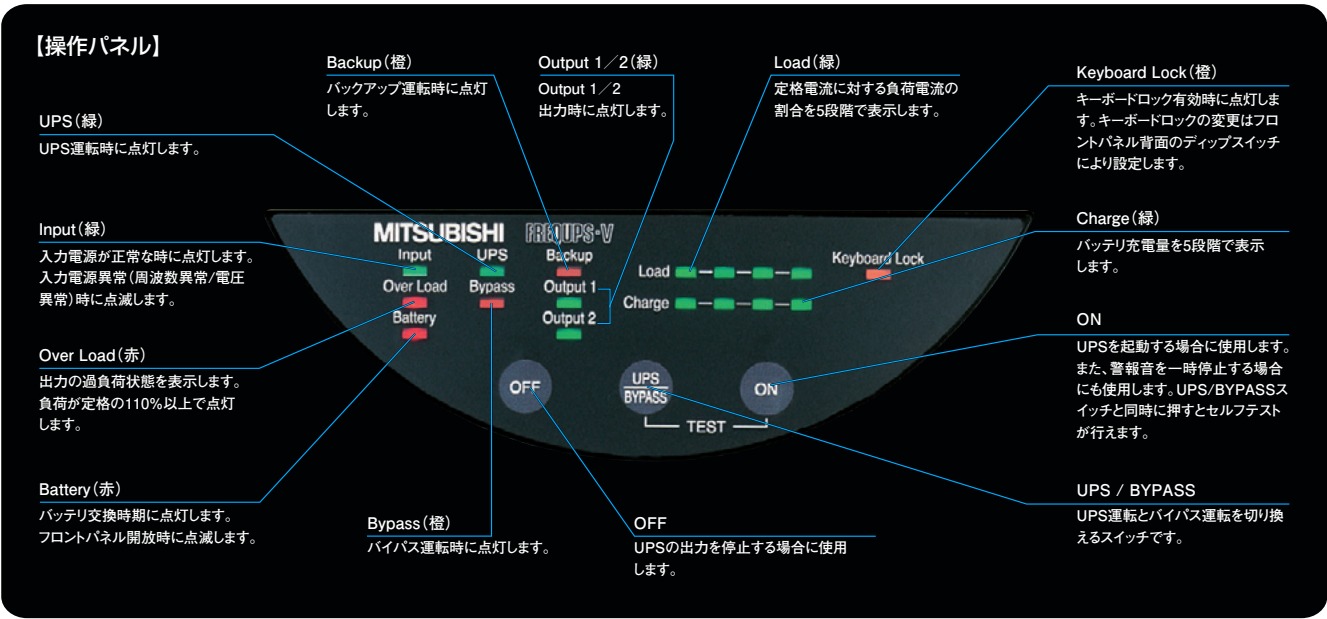 【操作パネル】
UPS（緑）
UPS運転時に点灯します。
Input（緑）
入力電源が正常な時に点灯します。
入力電源異常（周波数異常/電圧
異常）時に点滅します。
Over Load（赤）
出力の過負荷状態を表示します。
負荷が定格の110%以上で点灯
します。
Battery（赤）
バッテリ交換時期に点灯します。
フロントパネル開放時に点滅します。
Backup（橙）
バックアップ運転時に点灯
します。
Output 1／2（緑）
Output 1／2
出力時に点灯します。
Load（緑）
定格電流に対する負荷電流の
割合を5段階で表示します。
Keyboard Lock（橙）
キーボードロック有効時に点灯しま
す。キーボードロックの変更はフロ
ントパネル背面のディップスイッチ
により設定します。
Charge（緑）
バッテリ充電量を5段階で表示
します。
ON
UPSを起動する場合に使用します。
また、警報音を一時停止する場合
にも使用します。UPS/BYPASSス
イッチと同時に押すとセルフテスト
が行えます。
UPS / BYPASS
UPS運転とバイパス運転を切り換
えるスイッチです。
Bypass（橙）
バイパス運転時に点灯します。
OFF
UPSの出力を停止する場合に使用
します。
MITSUBISHI FREQUPS-V
Input UPS Backup
Over Load Bypass Output 1
Battery Output 2
Load
Charge
Keyboard Lock
OFF
UPS
BYPASS
ON
TEST